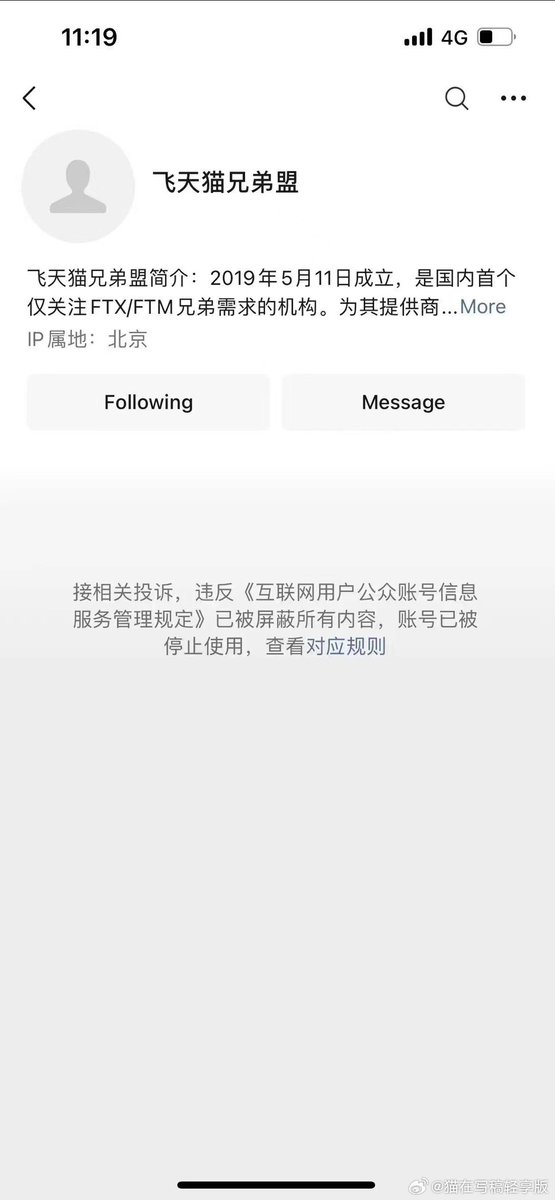 11:19
4G
飞天猫兄弟盟
飞天猫兄弟盟简介：2019年5月11日成立，是国内首个
仅关注FTX/FTM兄弟需求的机构。为其提供商...More
IP属地：北京
Following
Message
接相关投诉，违反《互联网用户公众账号信息
服务管理规定》已被屏蔽所有内容，账号已被
停止使用，查看对应规则
@猫在写稿轻享版